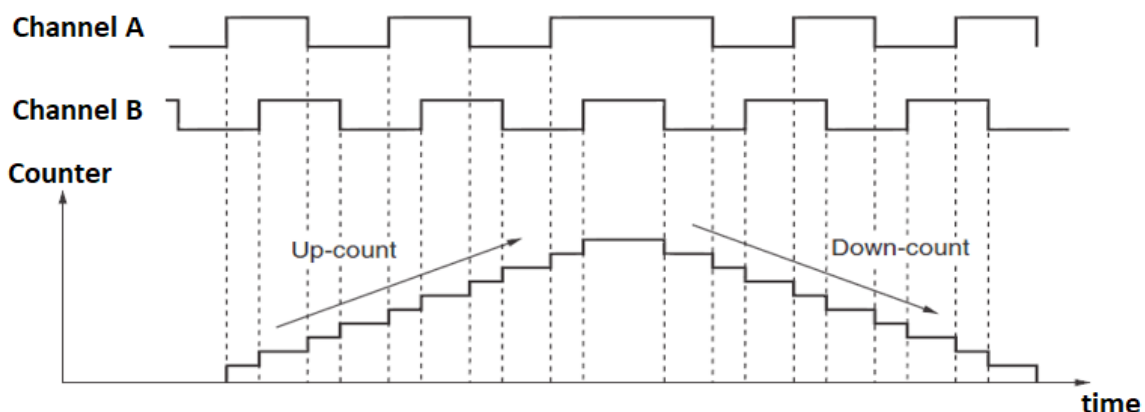 Channel A
Channel B
Counter
Up-count
Down-count
time